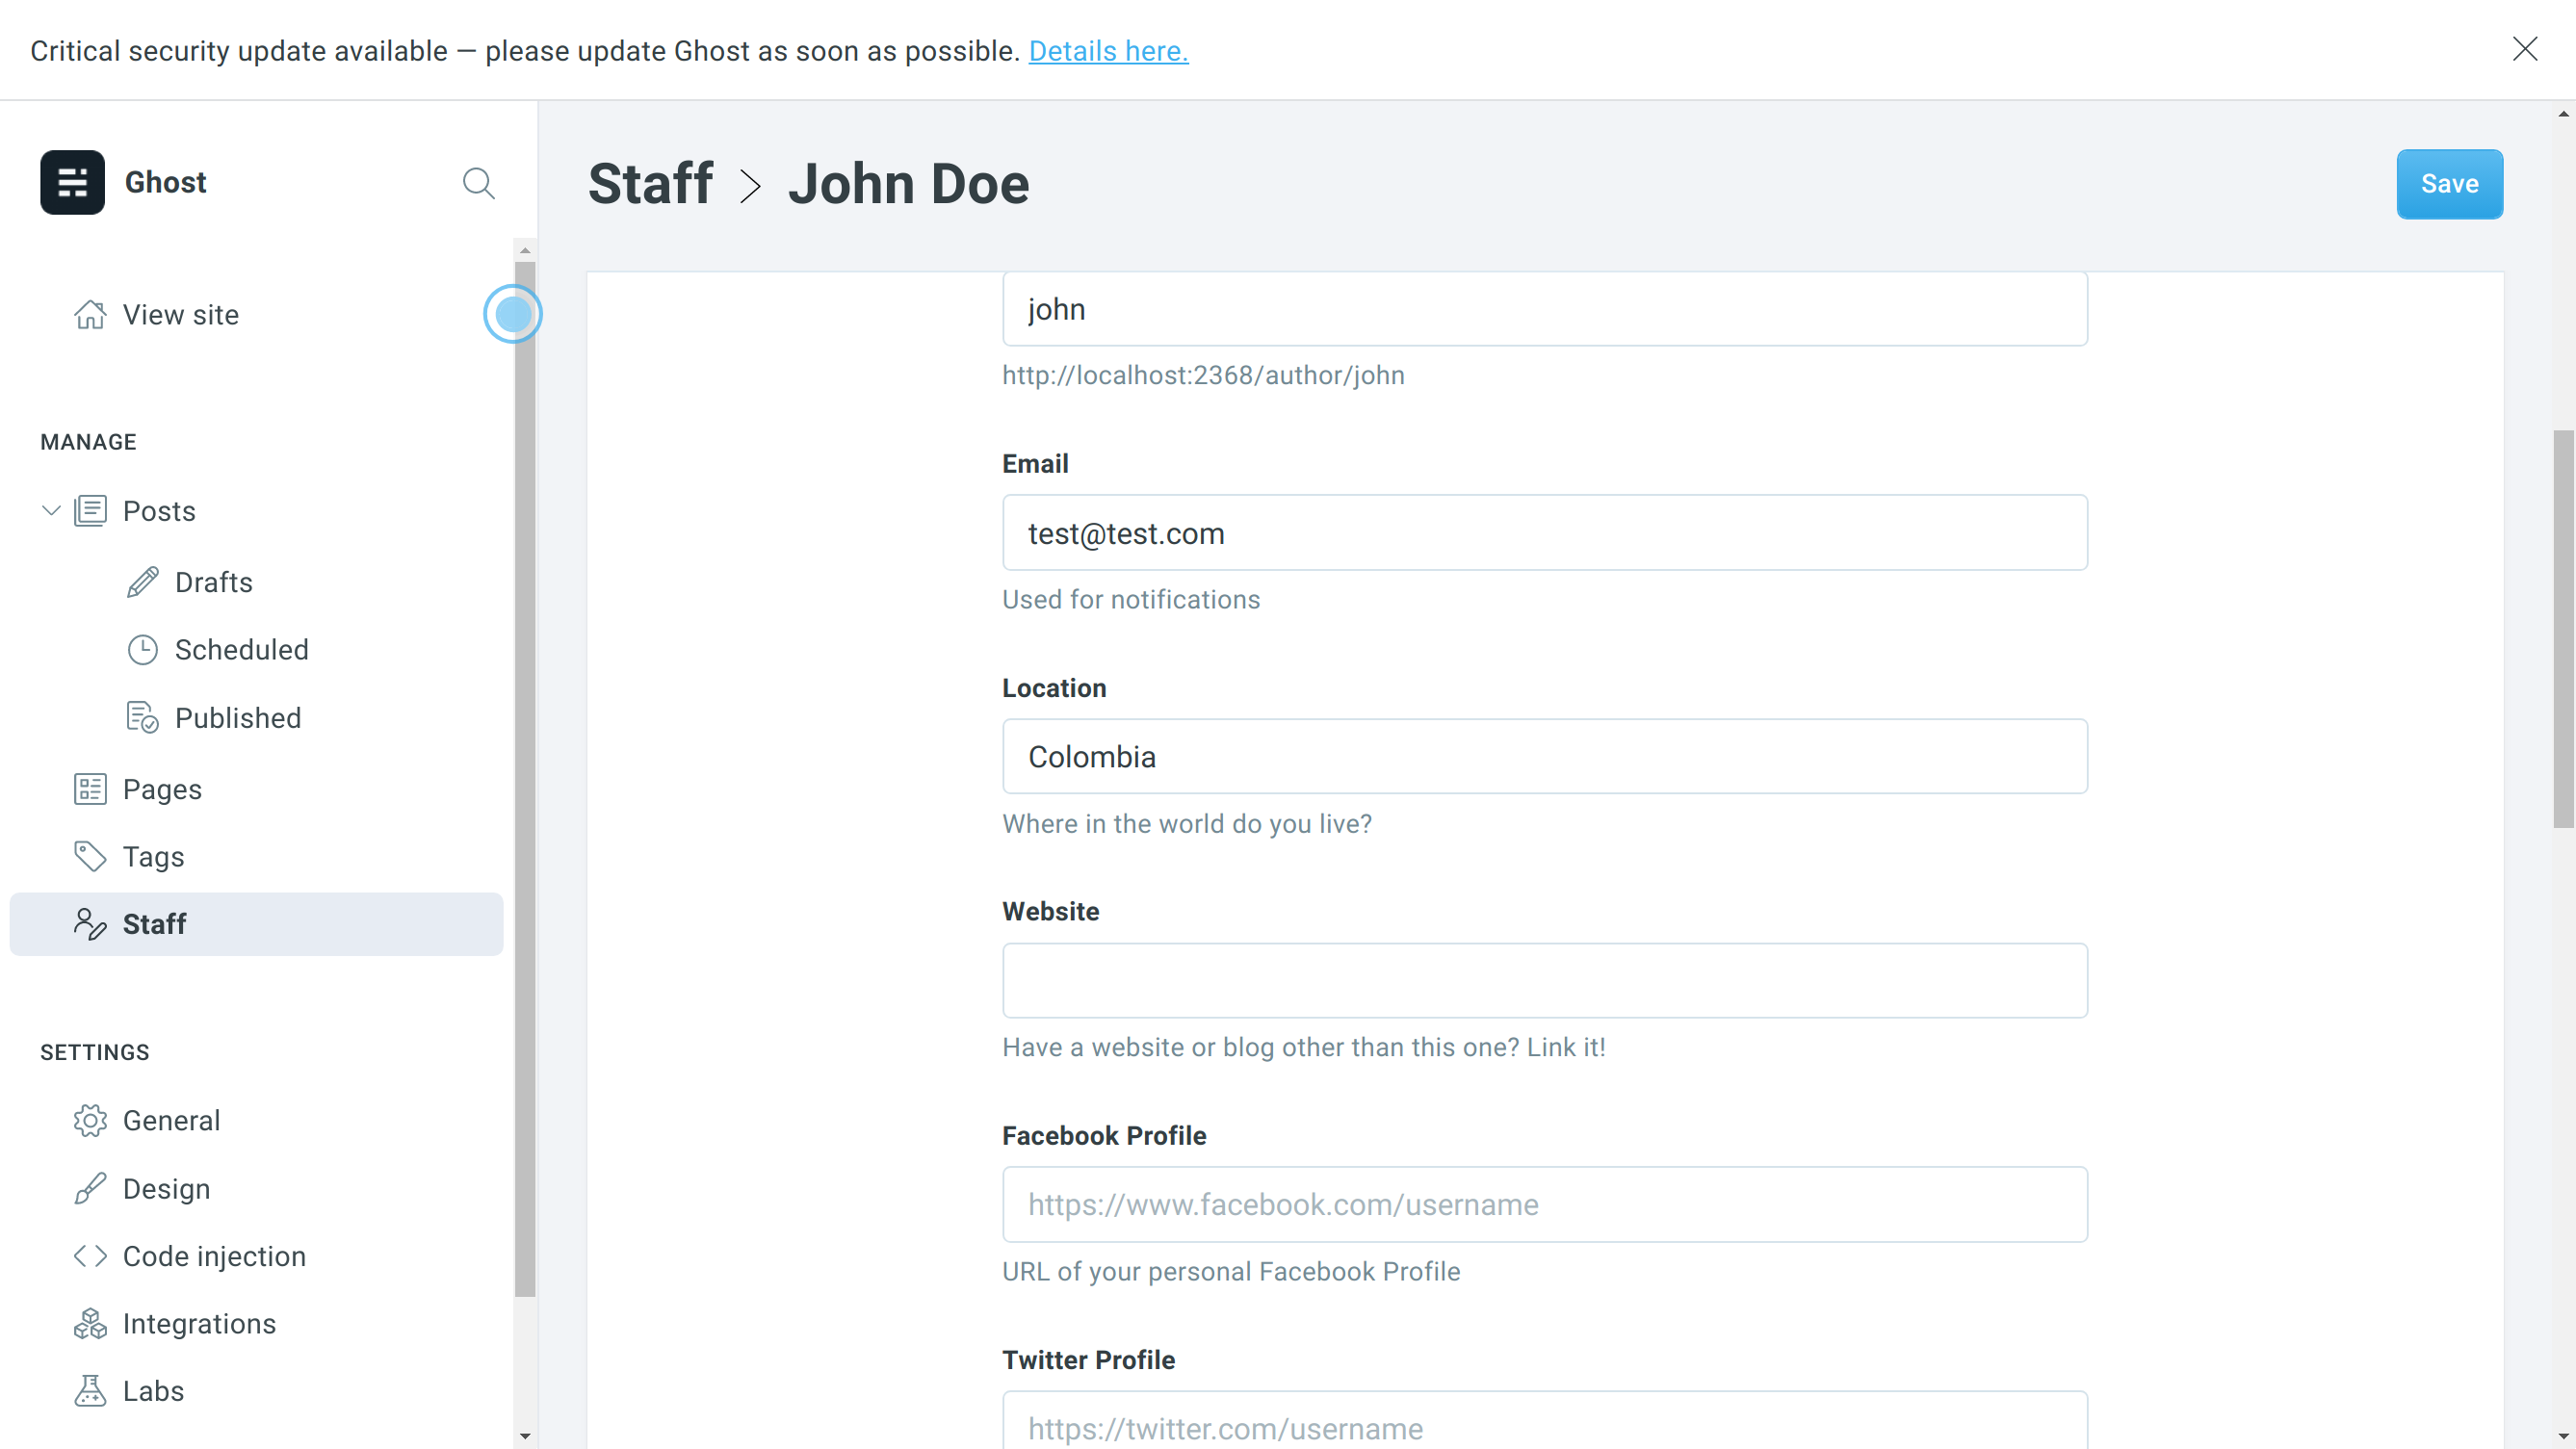 Critical security update available — please update Ghost as soon as possible. Details here.
Ghost
View site
MANAGE
Posts
Drafts
Scheduled
Published
Pages
Tags
Staff
SETTINGS
General
Design
Code injection
Integrations
Labs
Staff > John Doe
Save
john
http://localhost:2368/author/john
Email
test@test.com
Used for notifications
Location
Colombia
Where in the world do you live?
Website
Have a website or blog other than this one? Link it!
Facebook Profile
https://www.facebook.com/username
URL of your personal Facebook Profile
Twitter Profile
https://twitter.com/username